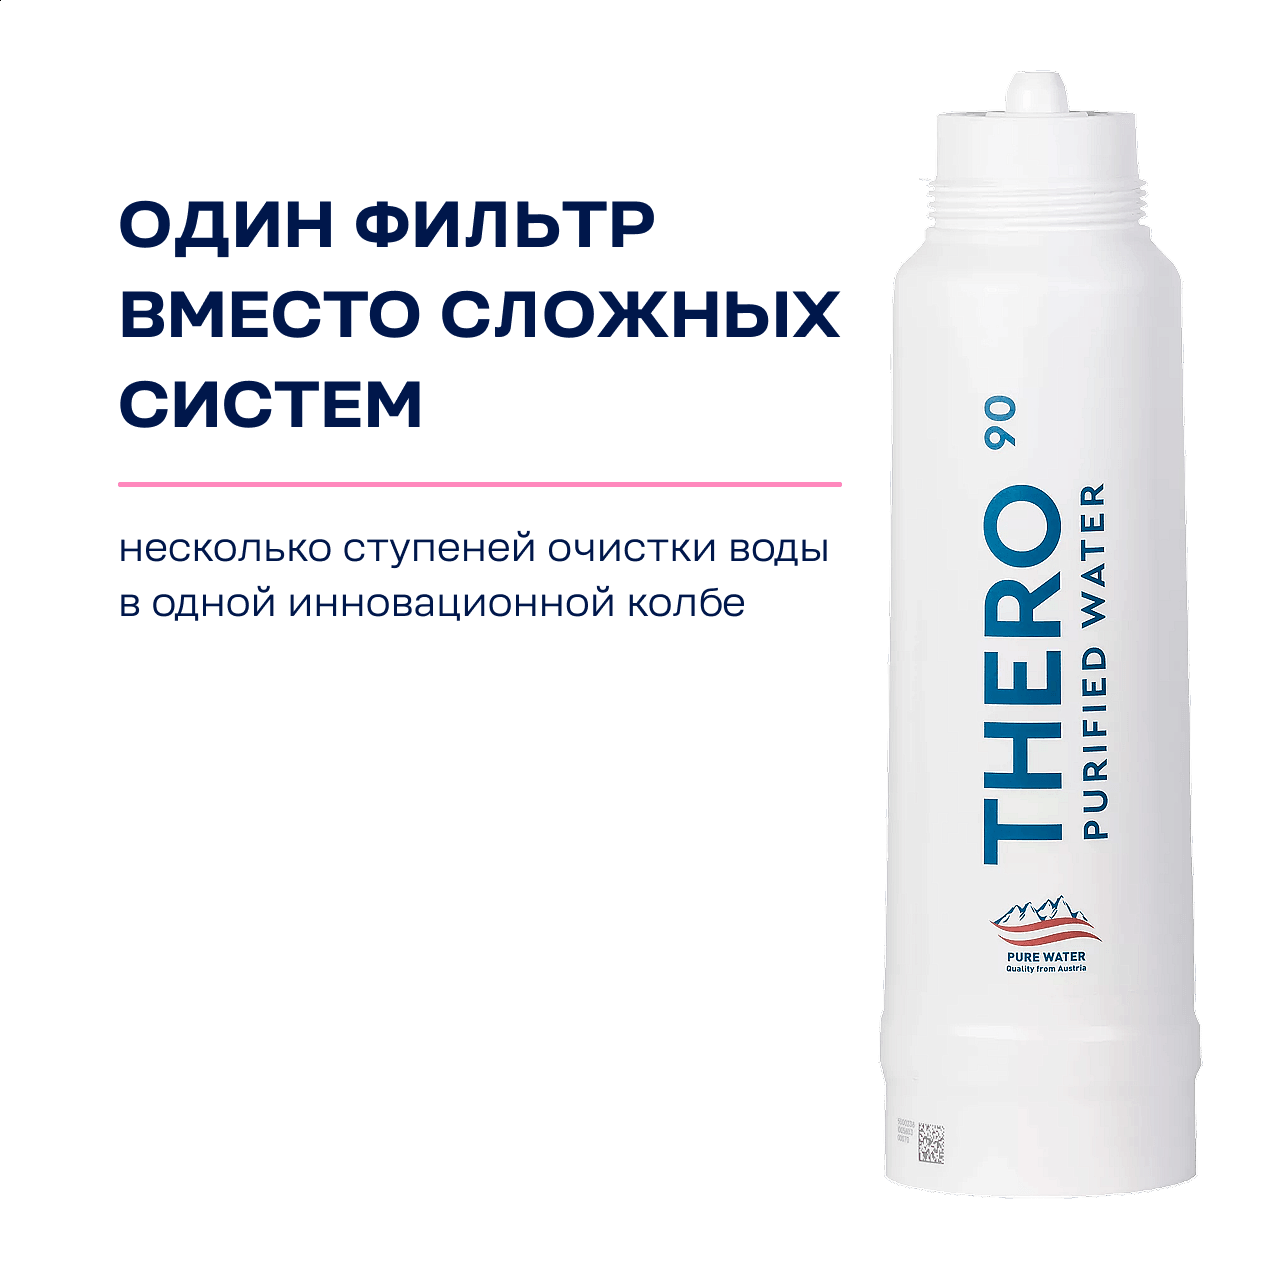 ОДИН ФИЛЬТР
ВМЕСТО СЛОЖНЫХ
СИСТЕМ
несколько ступеней очистки воды
в одной инновационной колбе
THERO 90
PURIFIED WATER
PURE WATER
Quality from Austria